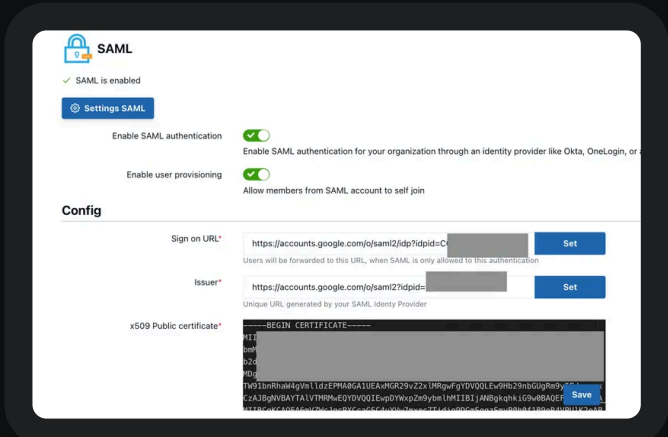 SAML
SAML is enabled
Settings SAML
Enable SAML authentication
Enable SAML authentication for your organization through an identity provider like Okta, OneLogin, or
Enable user provisioning
Allow members from SAML account to self join
Config
Sign on URL*
https://accounts.google.com/o/saml2/idp?idpid=C
Set
Users will be forwarded to this URL, when SAML is only allowed to this authentication
Issuer*
https://accounts.google.com/o/saml2?idpid=
Set
Unique URL generated by your SAML Identy Provider
x509 Public certificate*
-----BEGIN CERTIFICATE-----
MII
bmM
b2d
MDg
Save